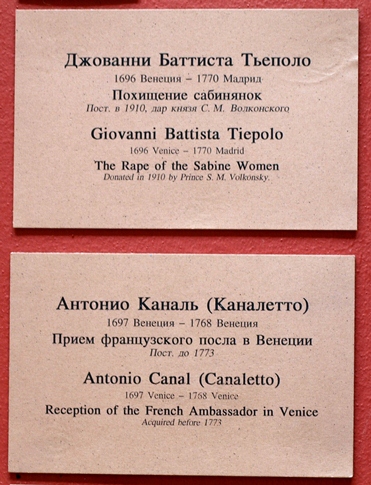 Джованни Баттиста Тьеполо
1696 Венеция – 1770 Мадрид
Похищение сабинянок
Пост. в 1910, дар князя С. М. Волконского
Giovanni Battista Tiepolo
1696 Venice – 1770 Madrid
The Rape of the Sabine Women
Donated in 1910 by Prince S. M. Volkonsky.
Антонио Каналь (Каналетто)
1697 Венеция – 1768 Венеция
Прием французского посла в Венеции
Пост. до 1773
Antonio Canal (Canaletto)
1697 Venice – 1768 Venice
Reception of the French Ambassador in Venice
Acquired before 1773